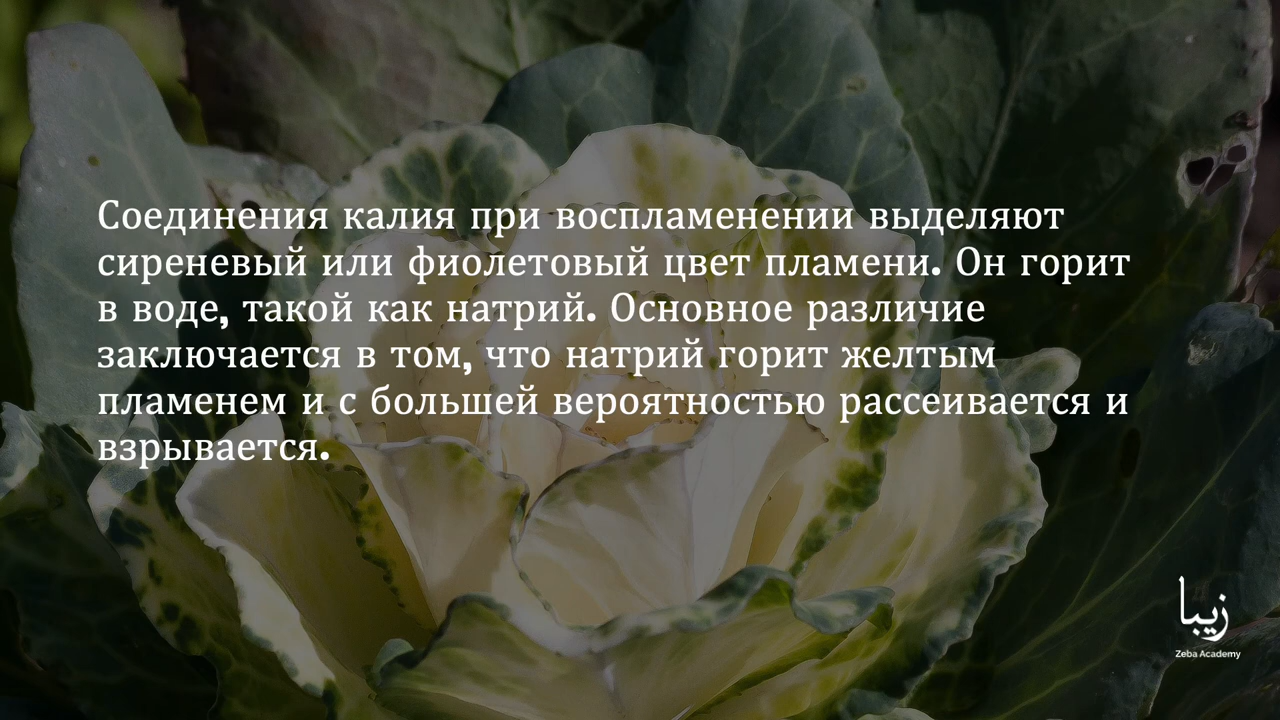 Соединения калия при воспламенении выделяют
сиреневый или фиолетовый цвет пламени. Он горит
в воде, такой как натрий. Основное различие
заключается в том, что натрий горит желтым
пламенем и с большей вероятностью рассеивается и
взрывается.
زيبا
Zeba Academy